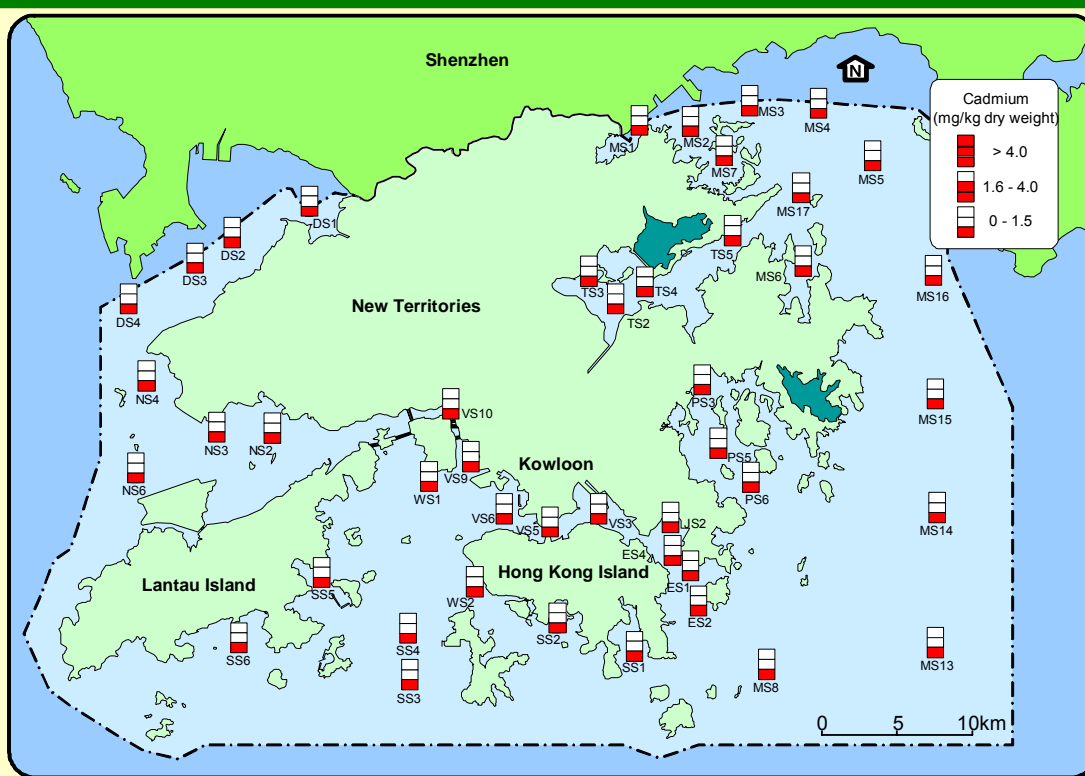 Shenzhen
N
Cadmium
(mg/kg dry weight)
> 4.0
1.6 - 4.0
0 - 1.5
MS3
MS4
MS1
MS2
MS7
MS5
MS17
DS1
DS2
DS3
DS4
TS5
TS3
TS4
TS2
MS6
MS16
New Territories
NS4
PS3
MS15
VS10
NS3
NS2
Kowloon
VS9
PS5
PS6
NS6
WS1
VS6
VS5
VS3
JS2
MS14
ES4
Lantau Island
Hong Kong Island
ES1
SS5
WS2
ES2
SS2
SS4
SS6
SS1
MS13
SS3
MS8
0 5 10km